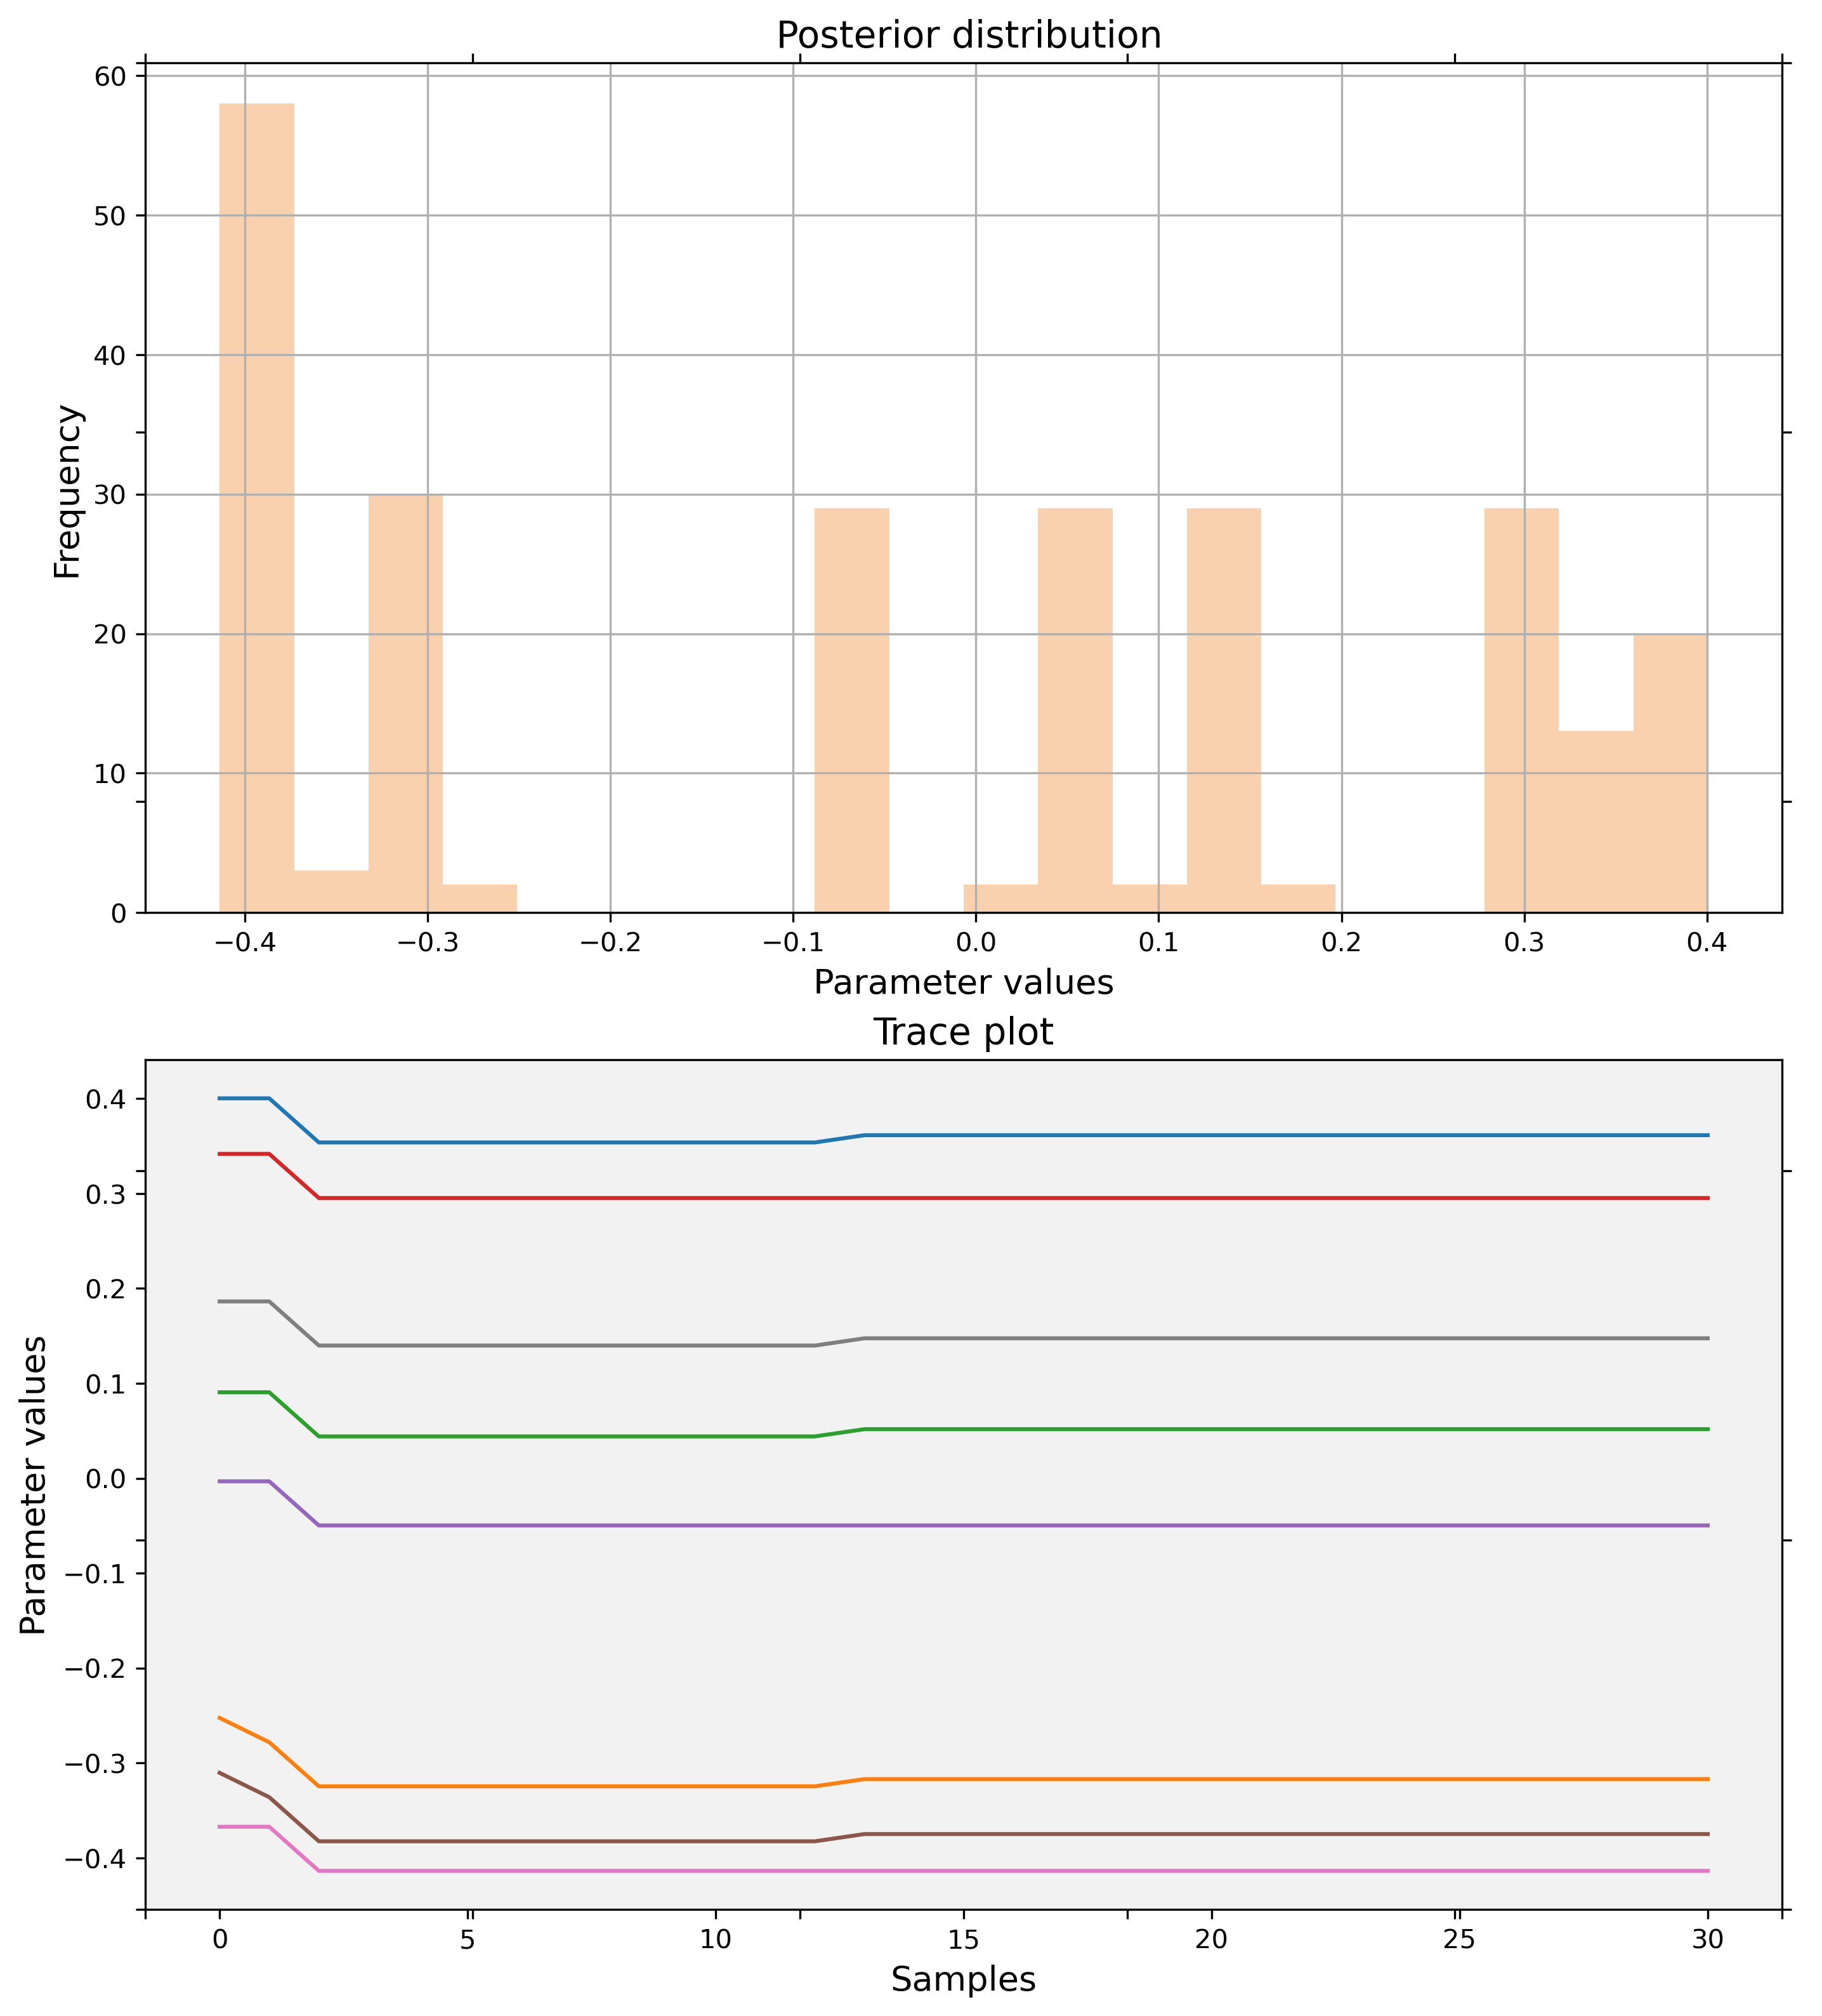 Posterior distribution
60
50
40
30
20
10
0
Frequency
−0.4 −0.3 −0.2 −0.1 0.0 0.1 0.2 0.3 0.4
Parameter values
Trace plot
0.4
0.3
0.2
0.1
0.0
−0.1
−0.2
−0.3
−0.4
Parameter values
0 5 10 15 20 25 30
Samples